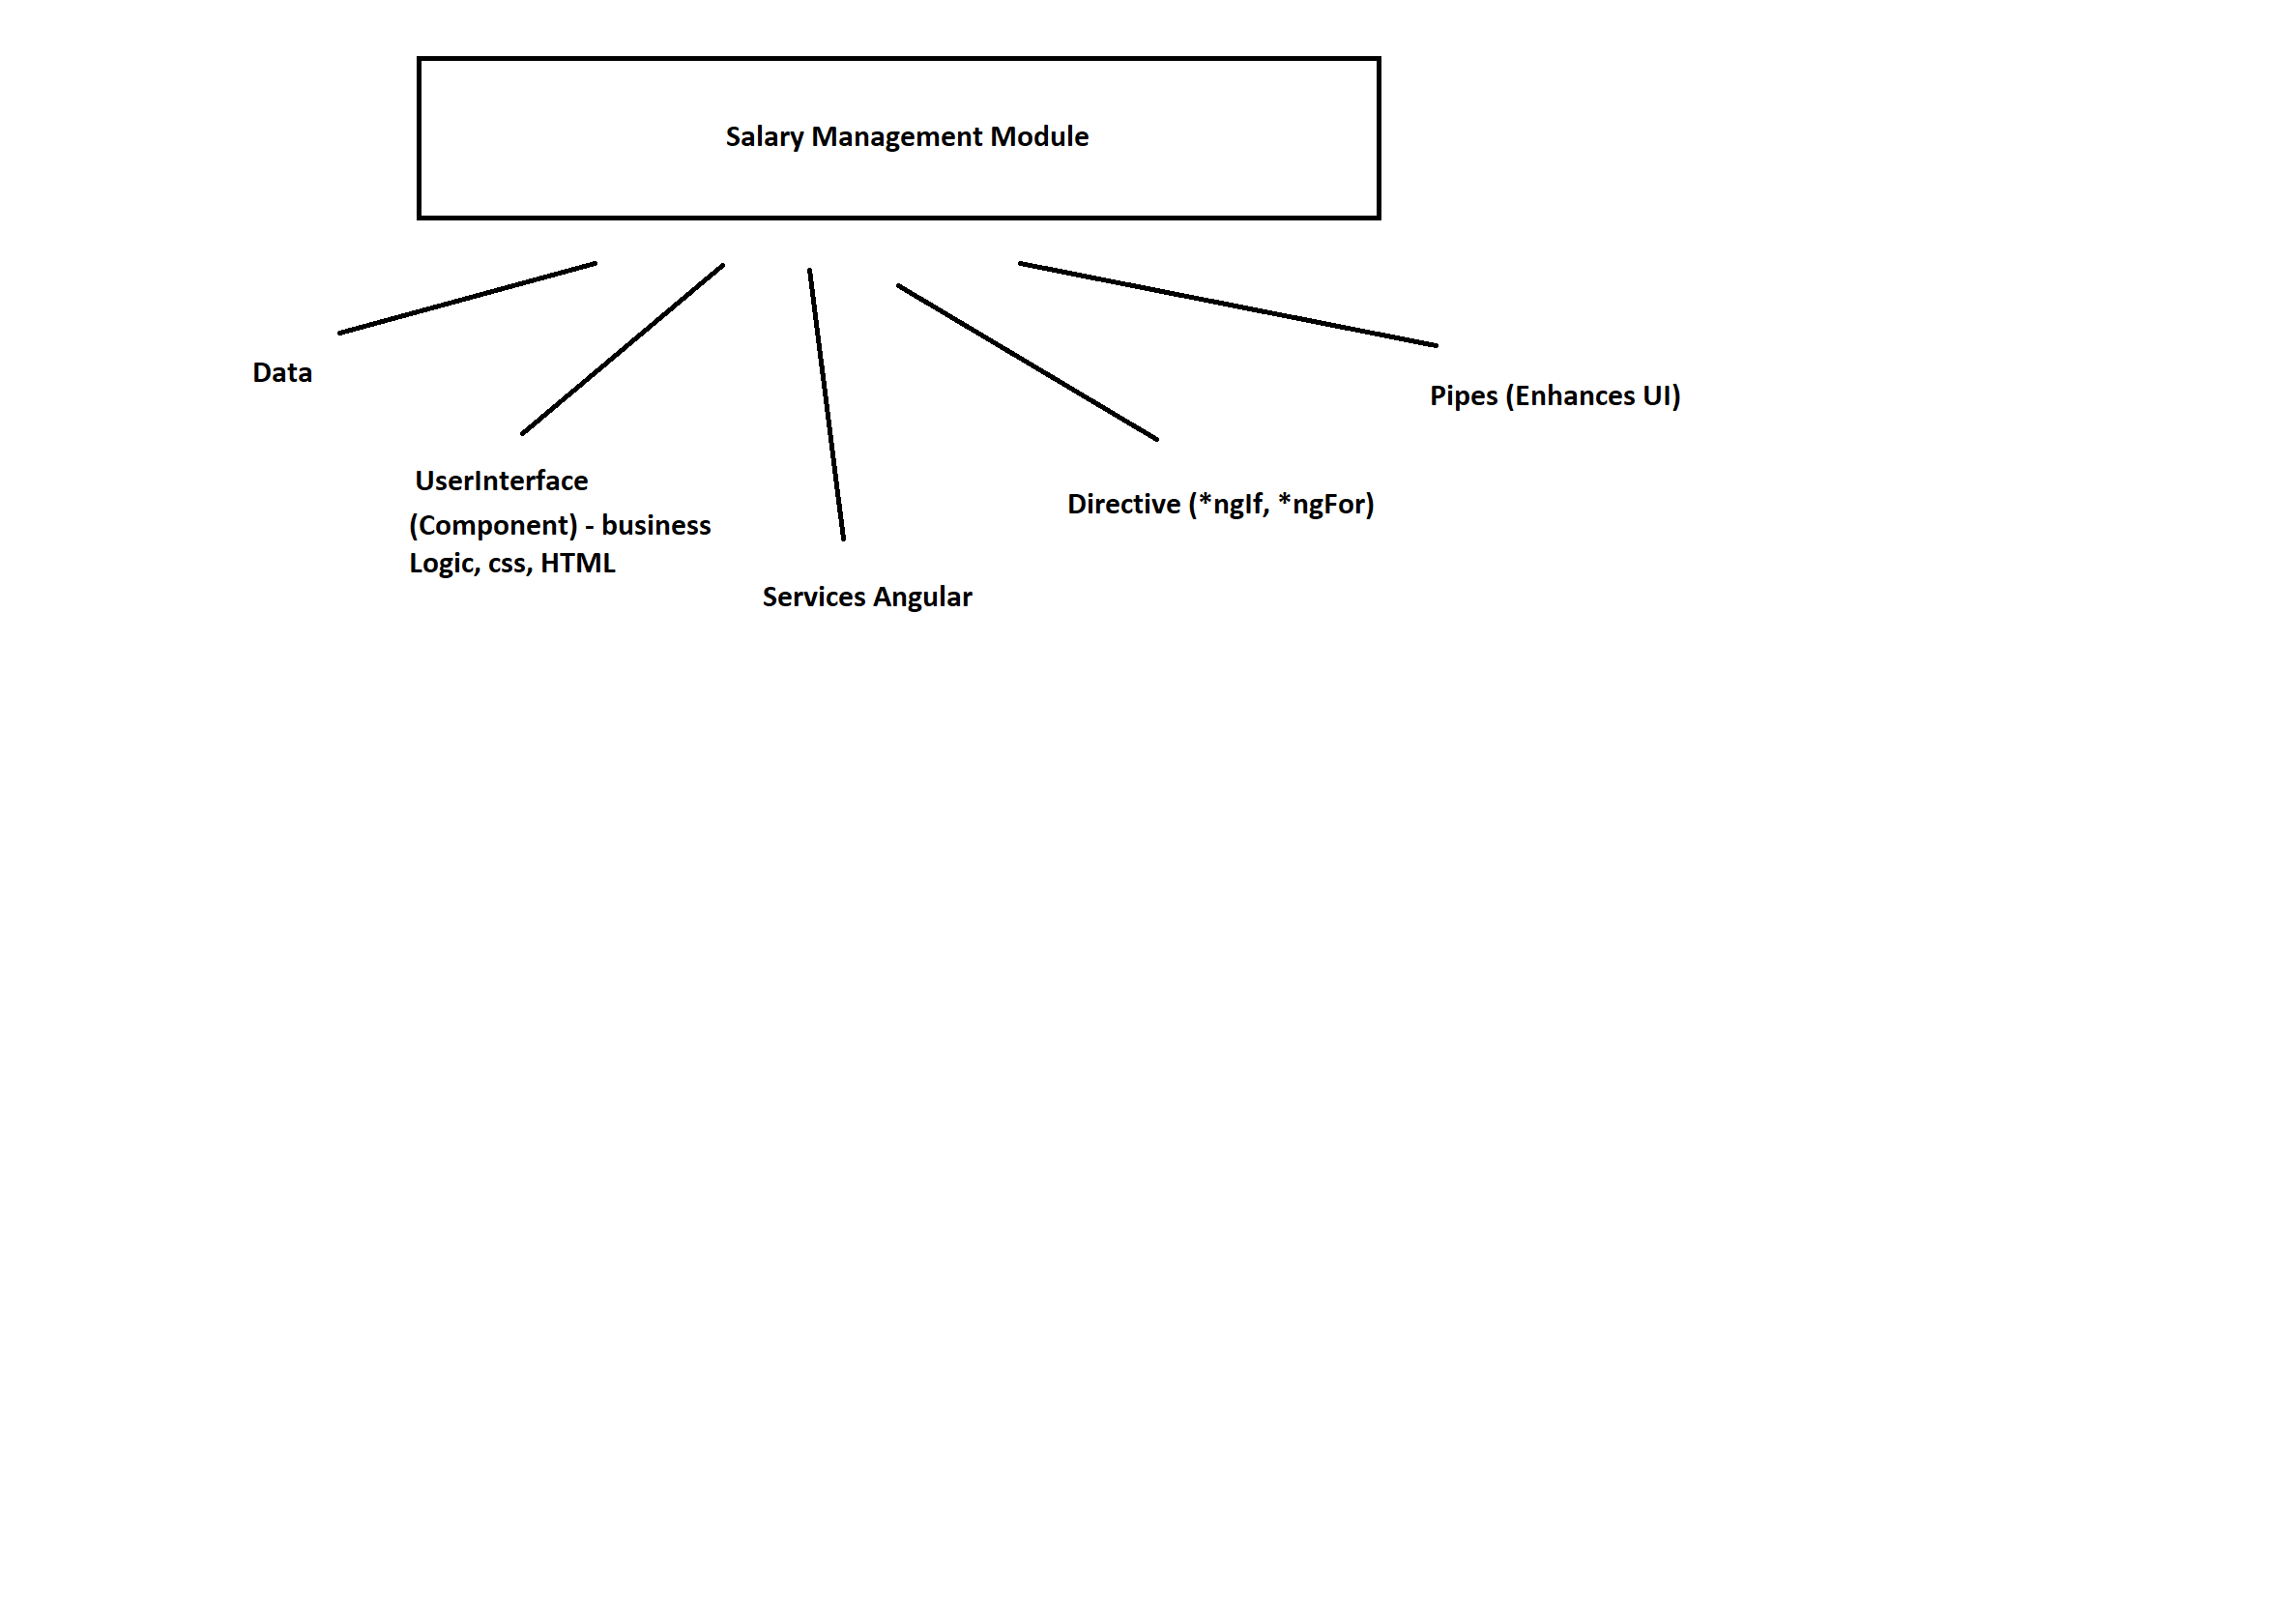 Salary Management Module
Data
Pipes (Enhances UI)
UserInterface
(Component) - business
Logic, css, HTML
Directive (*ngIf, *ngFor)
Services Angular